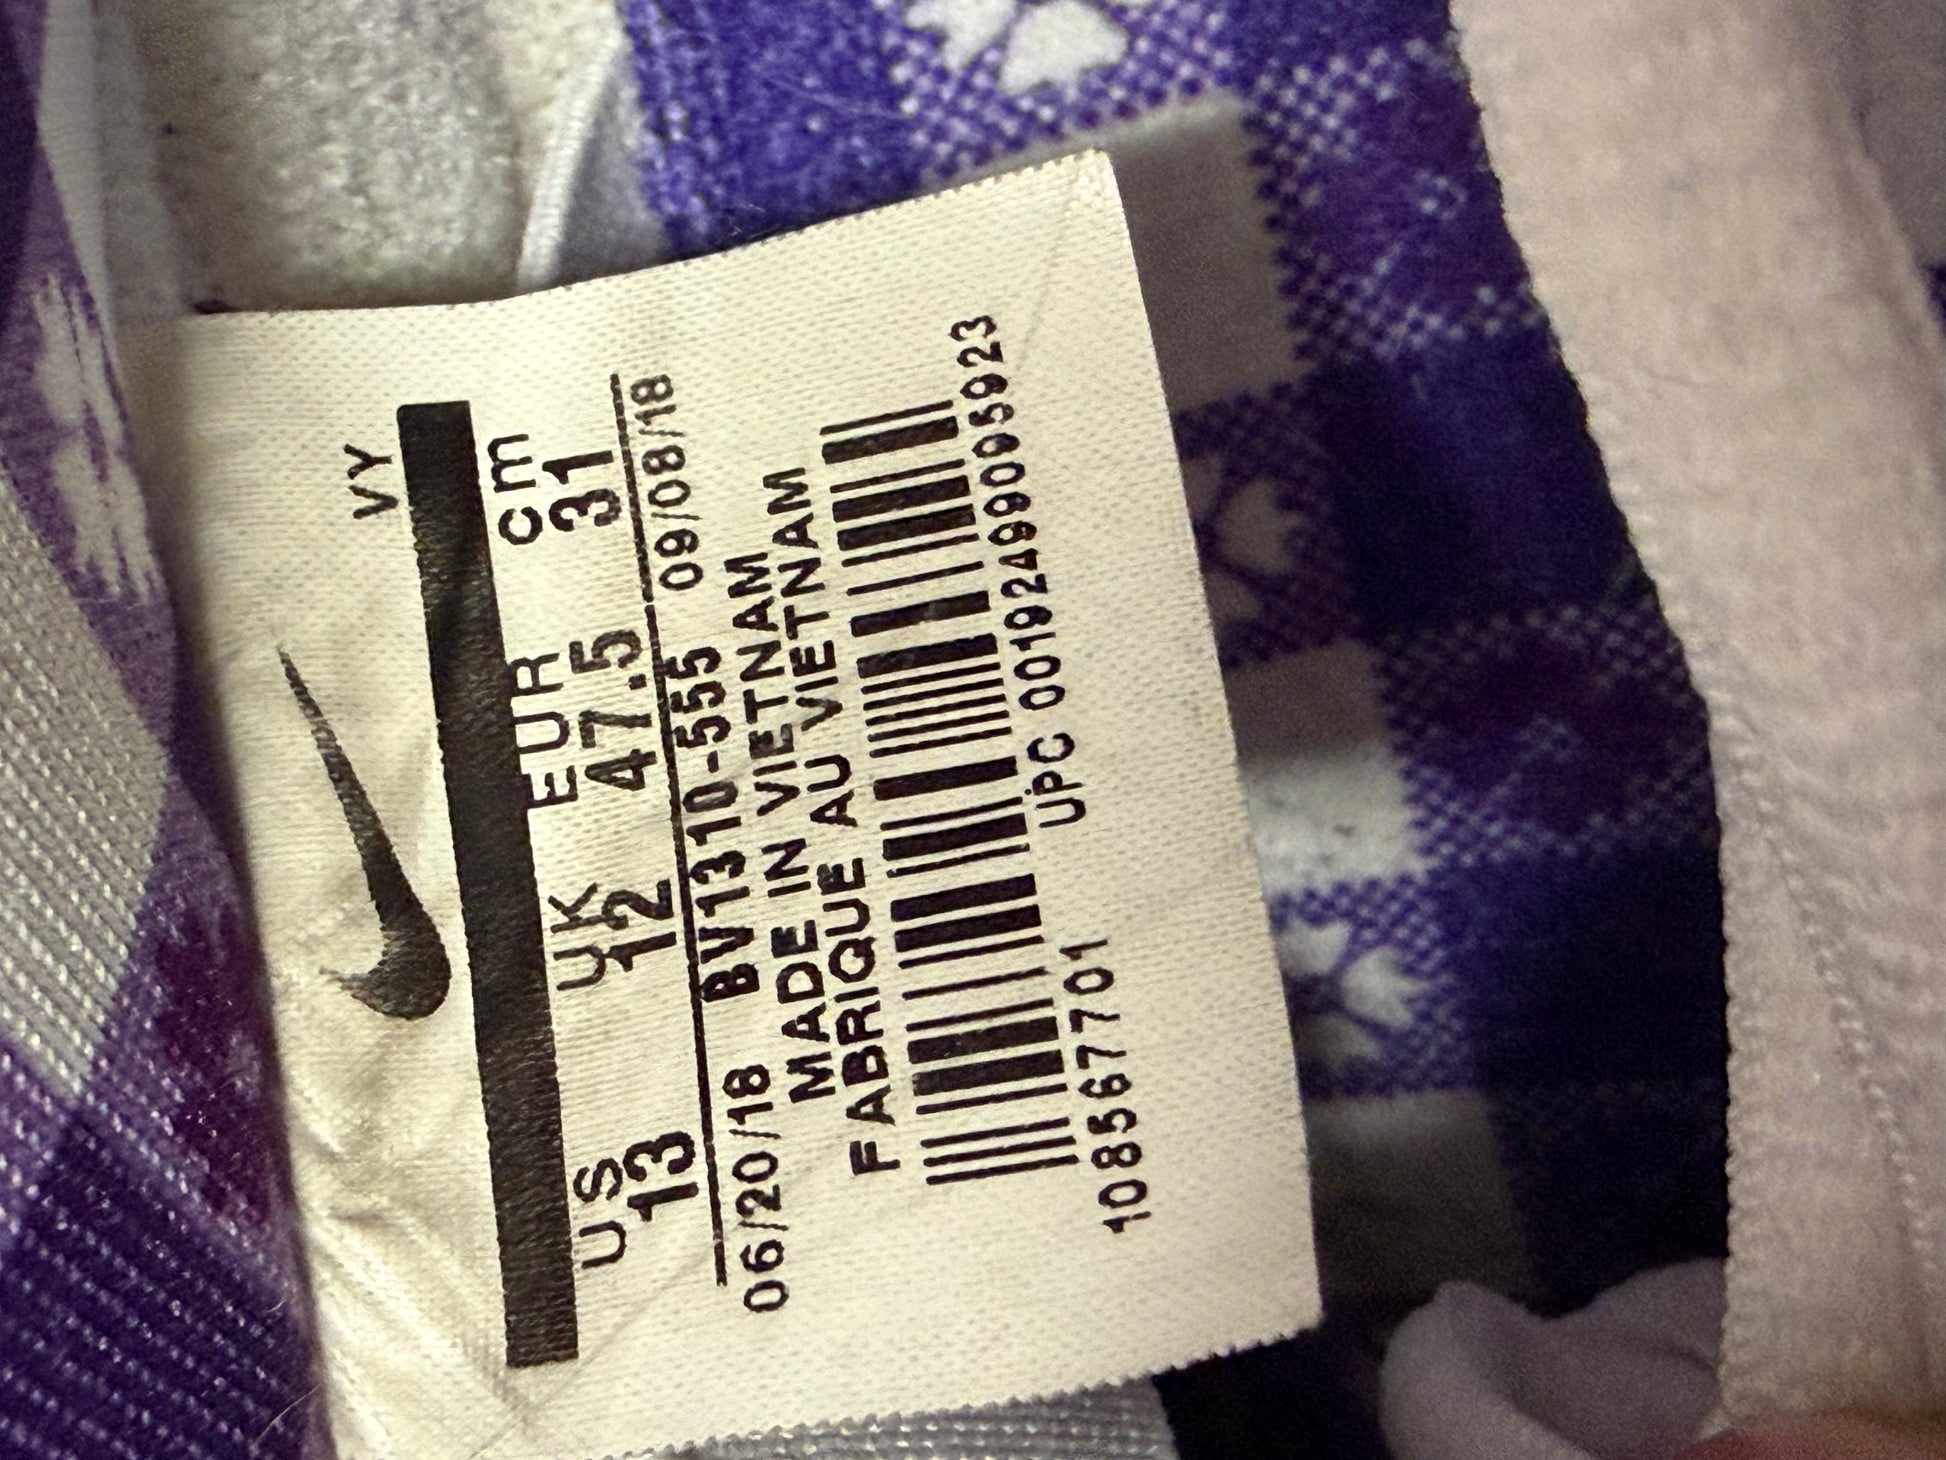 VY
US UK EUR cm
13 12 47.5 31
06/20/18 BV1310-555 09/08/18
MADE IN VIETNAM
FABRIQUE AU VIETNAM
UPC 00192499005923
1085677701